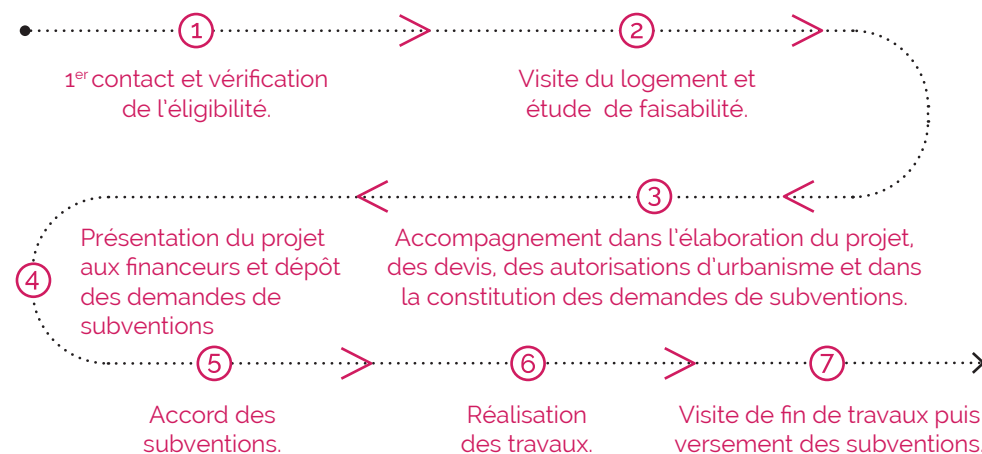 1
1er contact et vérification
de l'éligibilité.
2
Visite du logement et
étude de faisabilité.
3
Accompagnement dans l'élaboration du projet,
des devis, des autorisations d'urbanisme et dans
la constitution des demandes de subventions.
4
Présentation du projet
aux financeurs et dépôt
des demandes de
subventions
5
Accord des
subventions.
6
Réalisation
des travaux.
7
Visite de fin de travaux puis
versement des subventions.